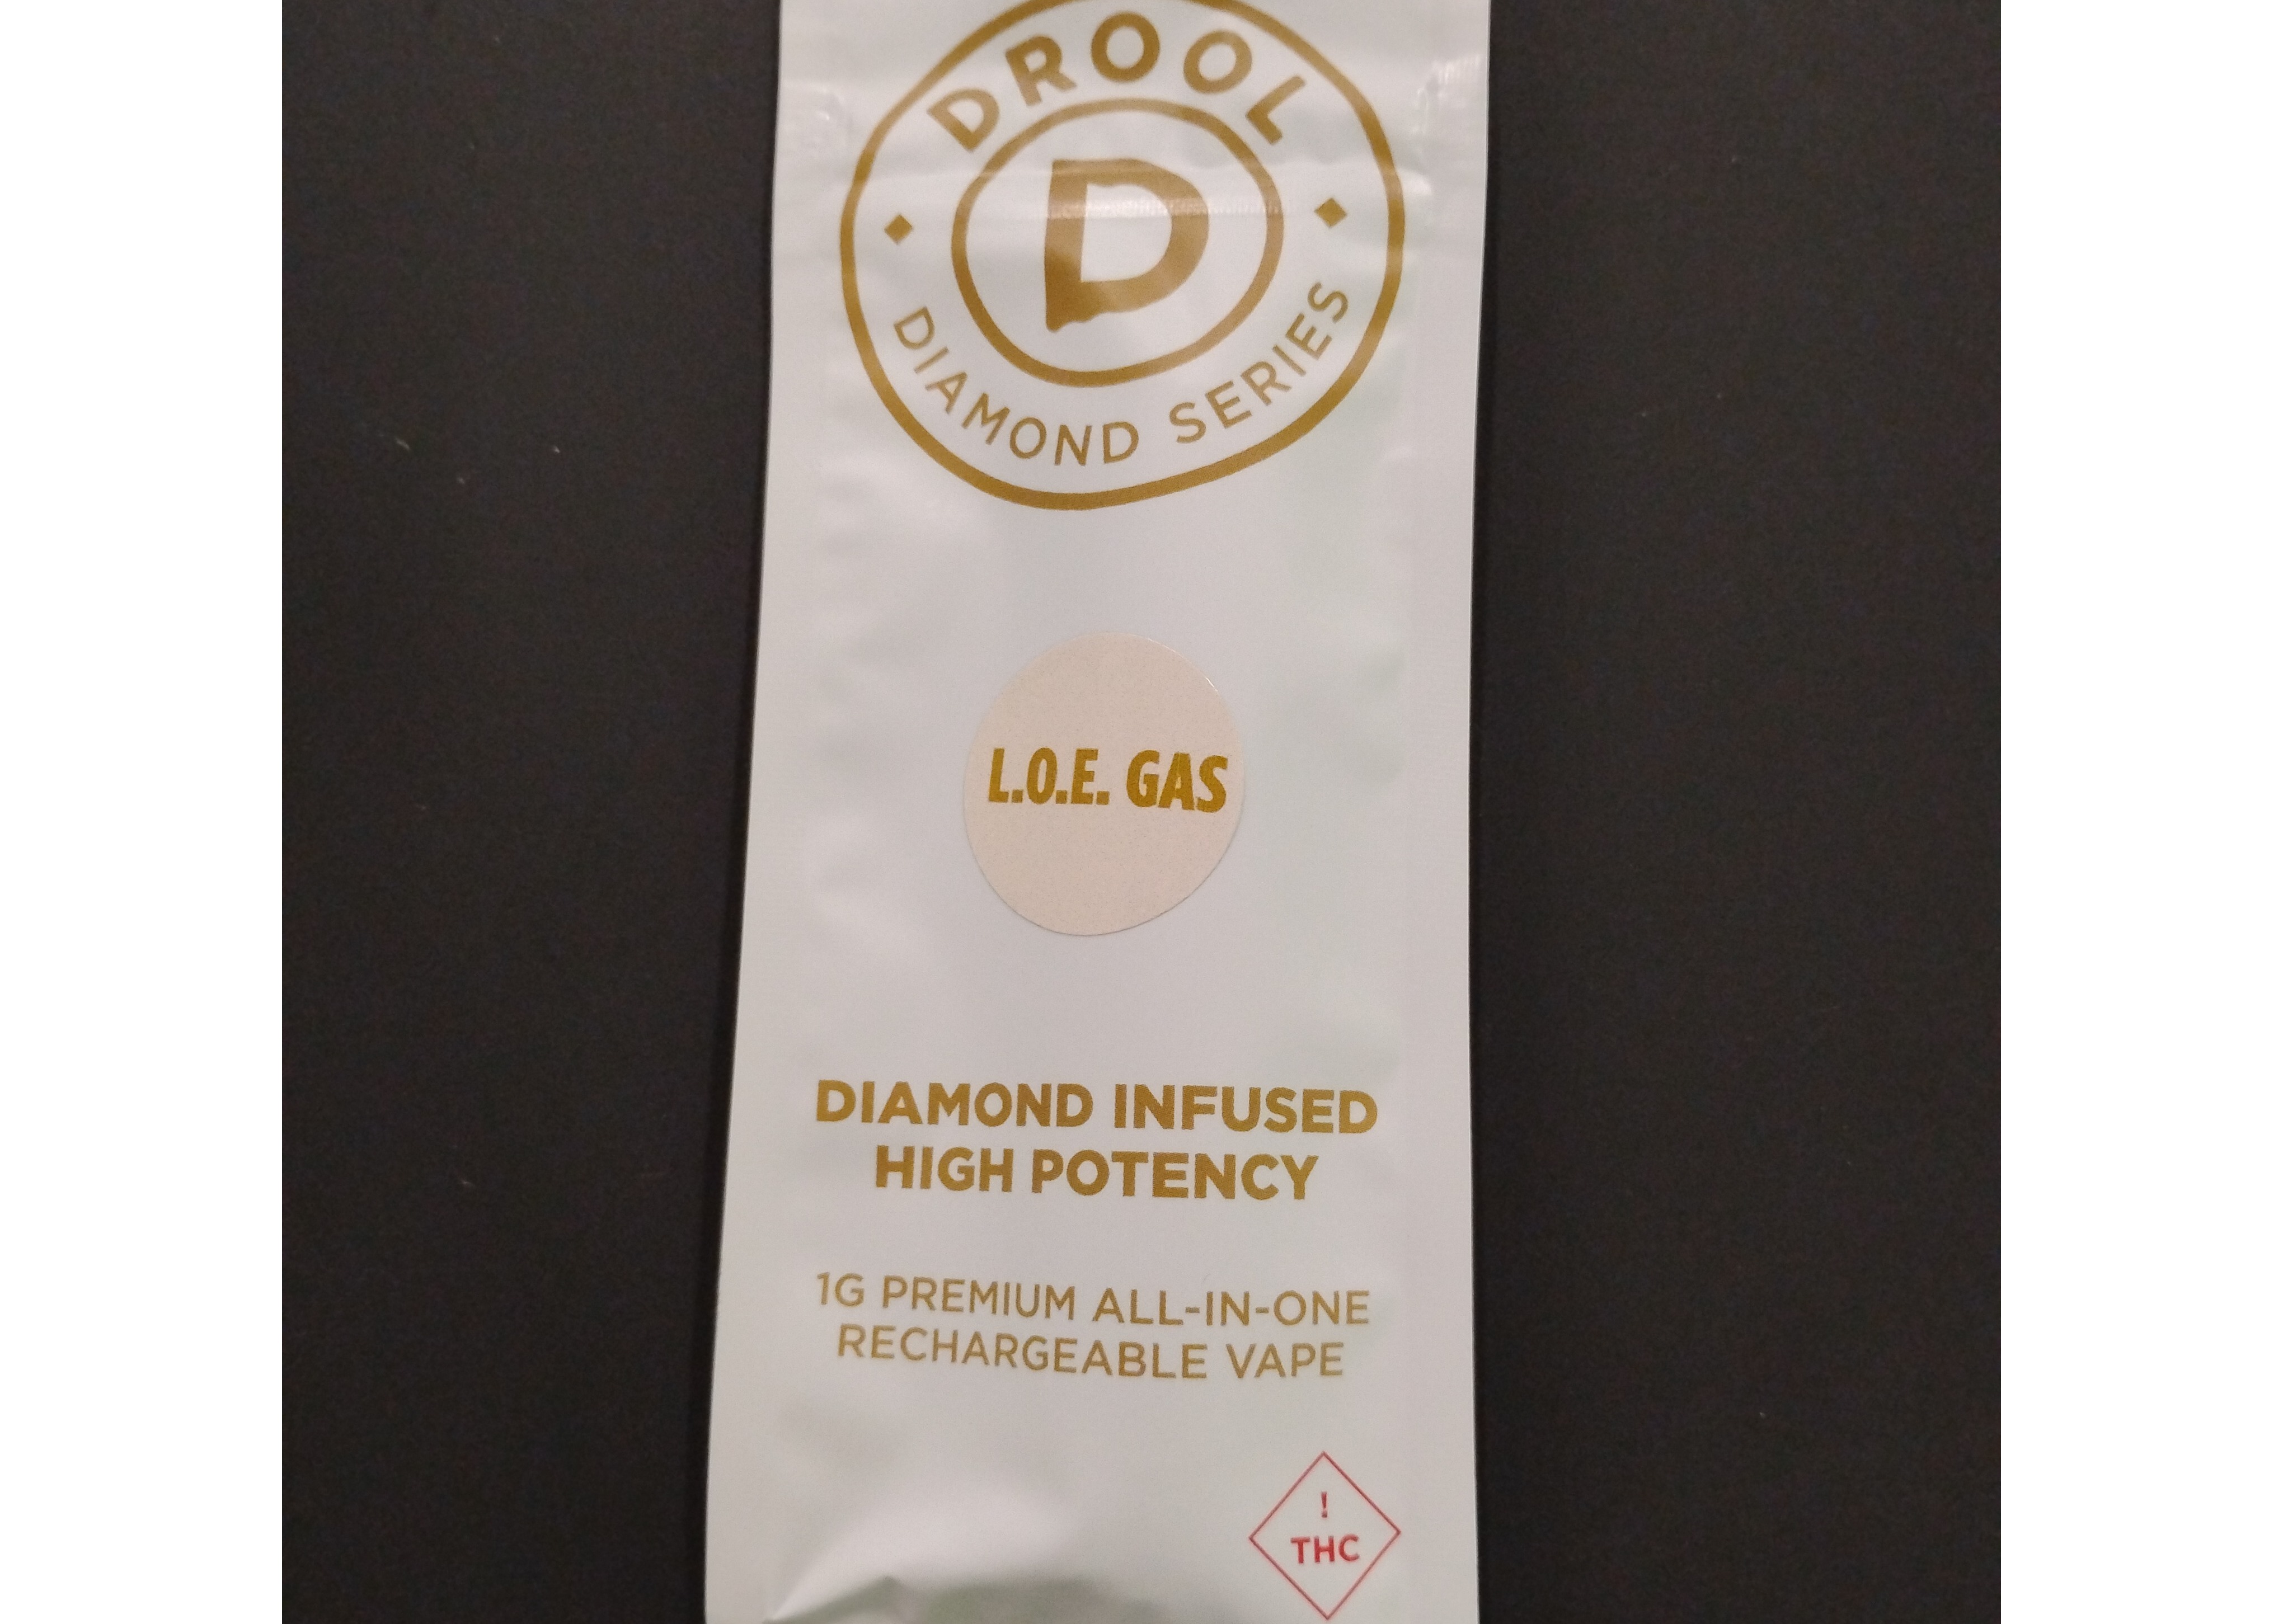 DROOL
D
DIAMOND SERIES
L.O.E. GAS
DIAMOND INFUSED
HIGH POTENCY
1G PREMIUM ALL-IN-ONE
RECHARGEABLE VAPE
!
THC